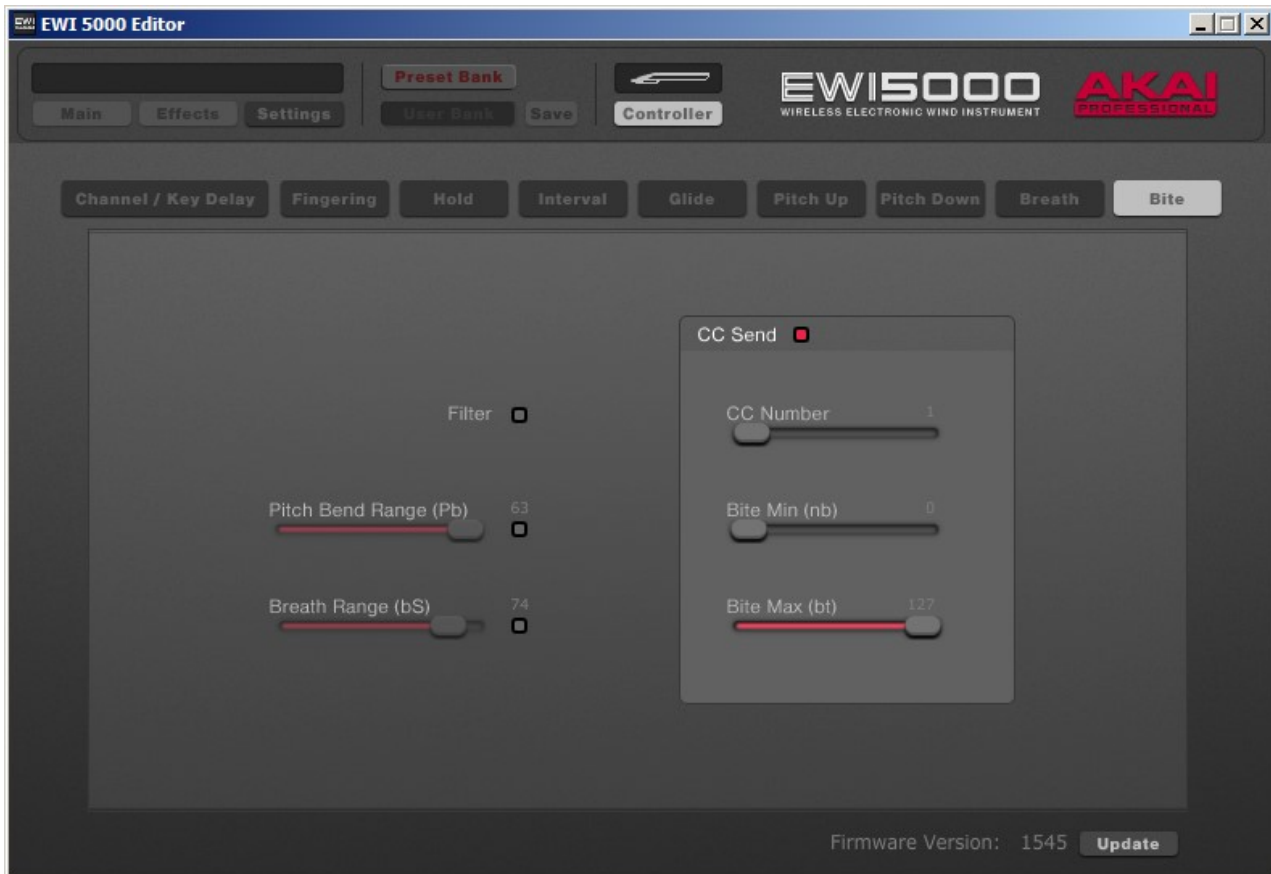 EWI EWI 5000 Editor
Preset Bank
Main Effects Settings User Bank Save Controller
EWI5000
WIRELESS ELECTRONIC WIND INSTRUMENT
AKAI
PROFESSIONAL
Channel / Key Delay Fingering Hold Interval Glide Pitch Up Pitch Down Breath Bite
CC Send
Filter
CC Number 1
Pitch Bend Range (Pb) 63
Bite Min (nb) 0
Breath Range (bS) 74
Bite Max (bt) 127
Firmware Version: 1545 Update